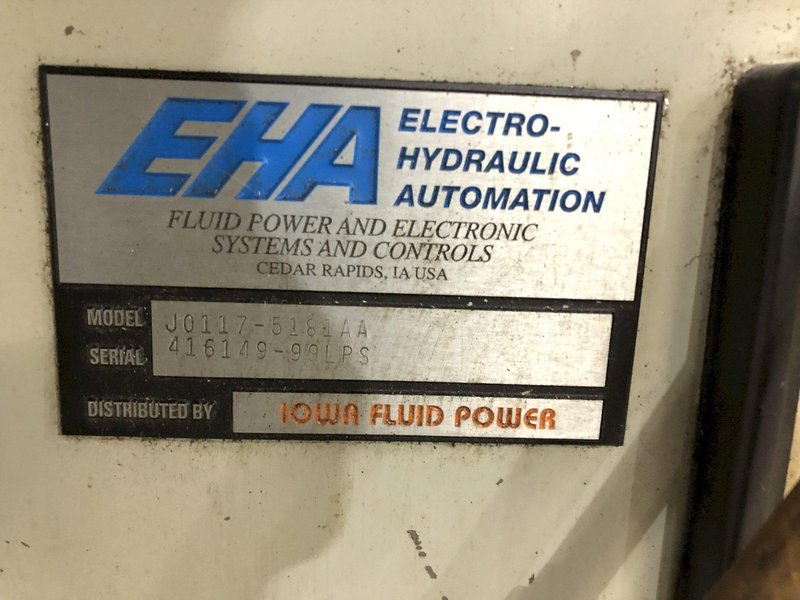 EHA
ELECTRO-
HYDRAULIC
AUTOMATION
FLUID POWER AND ELECTRONIC
SYSTEMS AND CONTROLS
CEDAR RAPIDS, IA USA
MODEL J0117-5181AA
SERIAL 416149-99LPS
DISTRIBUTED BY IOWA FLUID POWER